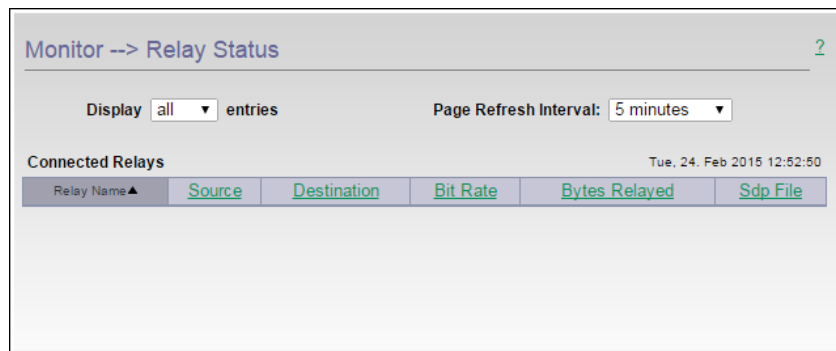 Monitor --> Relay Status ?
Display all ▼ entries Page Refresh Interval: 5 minutes ▼
Connected Relays Tue, 24. Feb 2015 12:52:50
Relay Name▲ Source Destination Bit Rate Bytes Relayed Sdp File